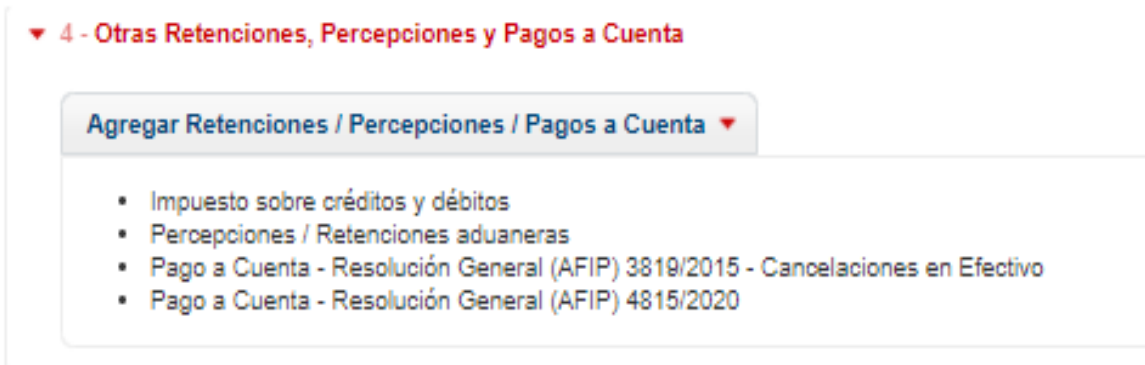 4 - Otras Retenciones, Percepciones y Pagos a Cuenta
Agregar Retenciones / Percepciones / Pagos a Cuenta
• Impuesto sobre créditos y débitos
• Percepciones / Retenciones aduaneras
• Pago a Cuenta - Resolución General (AFIP) 3819/2015 - Cancelaciones en Efectivo
• Pago a Cuenta - Resolución General (AFIP) 4815/2020